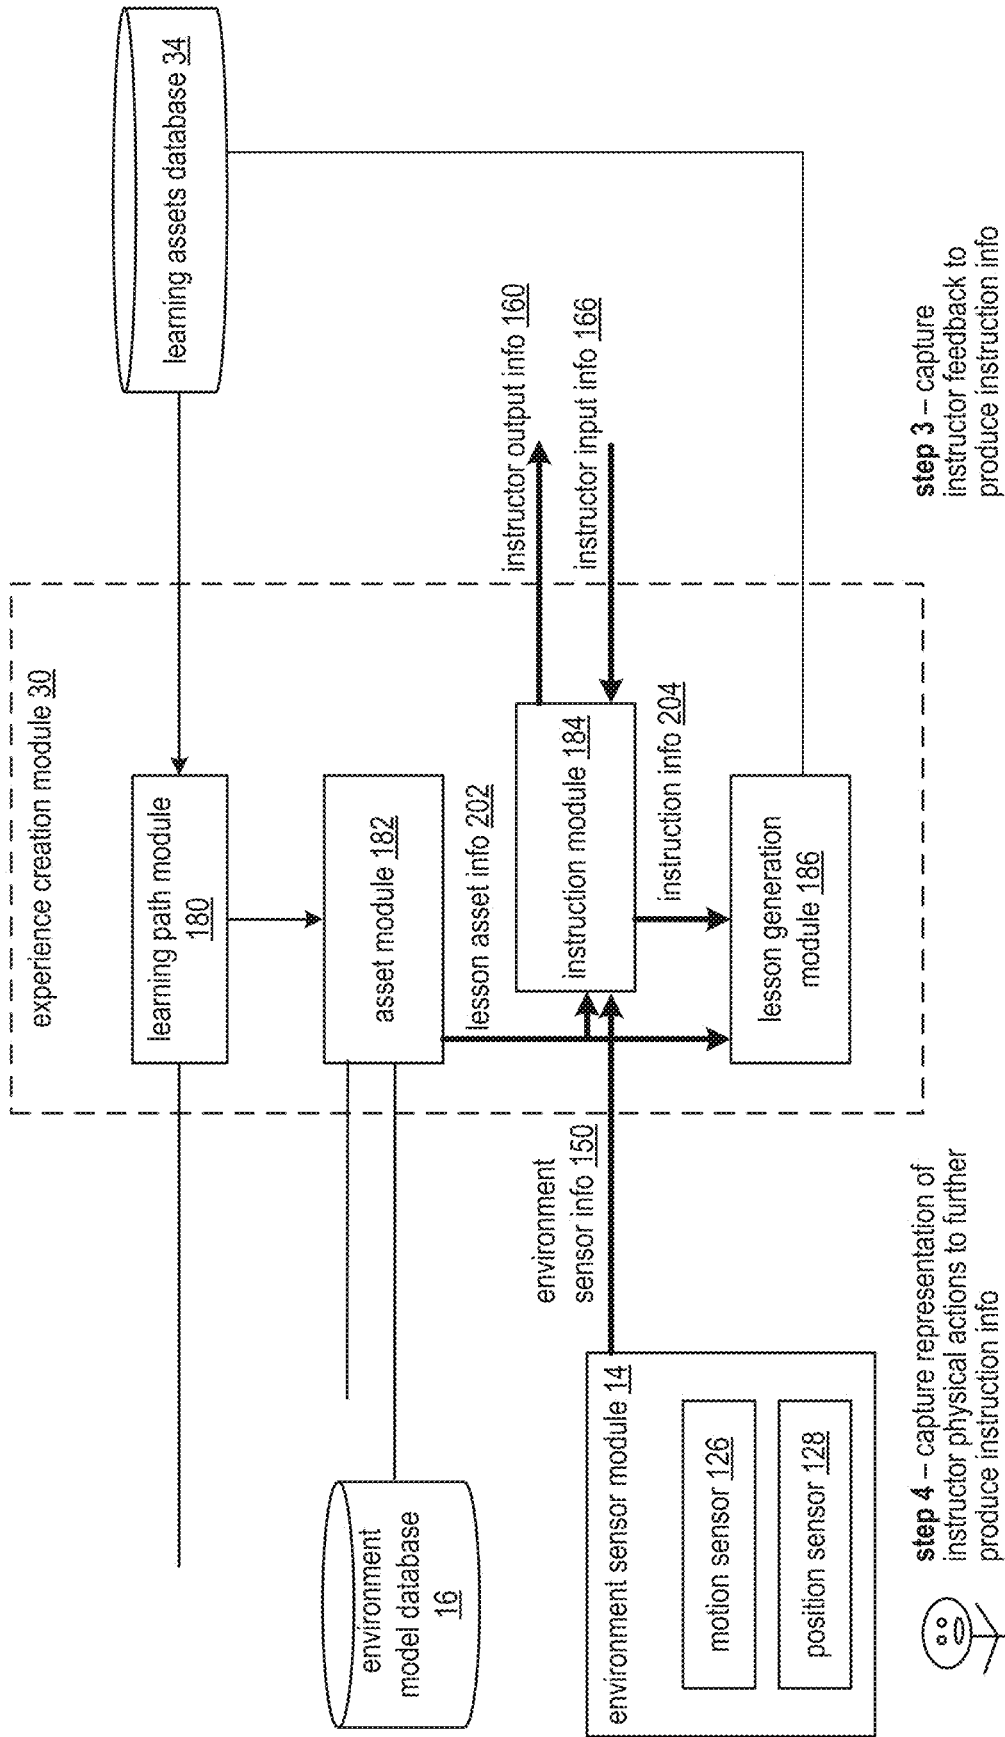 experience creation module 30
learning assets database 34
learning path module
180
environment
model database
16
asset module 182
lesson asset info 202
instructor output info 160
instructor input info 166
environment
sensor info 150
instruction module 184
instruction info 204
environment sensor module 14
motion sensor 126
position sensor 128
lesson generation
module 186
step 4 – capture representation of
instructor physical actions to further
produce instruction info
step 3 – capture
instructor feedback to
produce instruction info